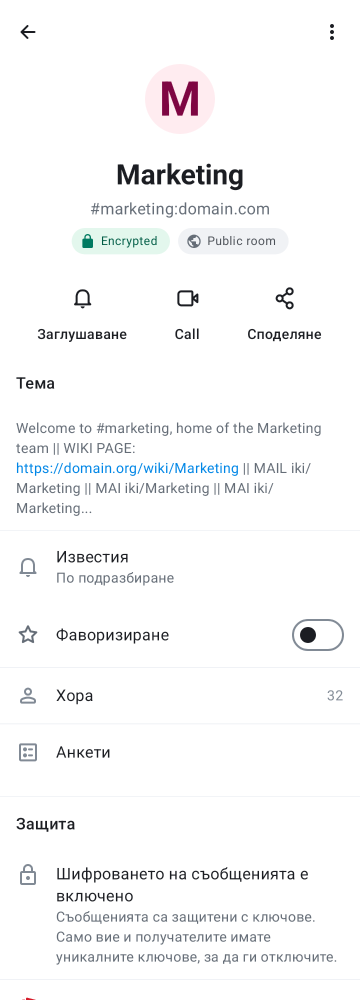 M
Marketing
#marketing:domain.com
Encrypted
Public room
Заглушаване
Call
Споделяне
Тема
Welcome to #marketing, home of the Marketing
team || WIKI PAGE:
https://domain.org/wiki/Marketing || MAIL iki/
Marketing || MAI iki/Marketing || MAI iki/
Marketing...
Известия
По подразбиране
Фаворизиране
Хора
32
Анкети
Защита
Шифроването на съобщенията е
включено
Съобщенията са защитени с ключове.
Само вие и получателите имате
уникалните ключове, за да ги отключите.